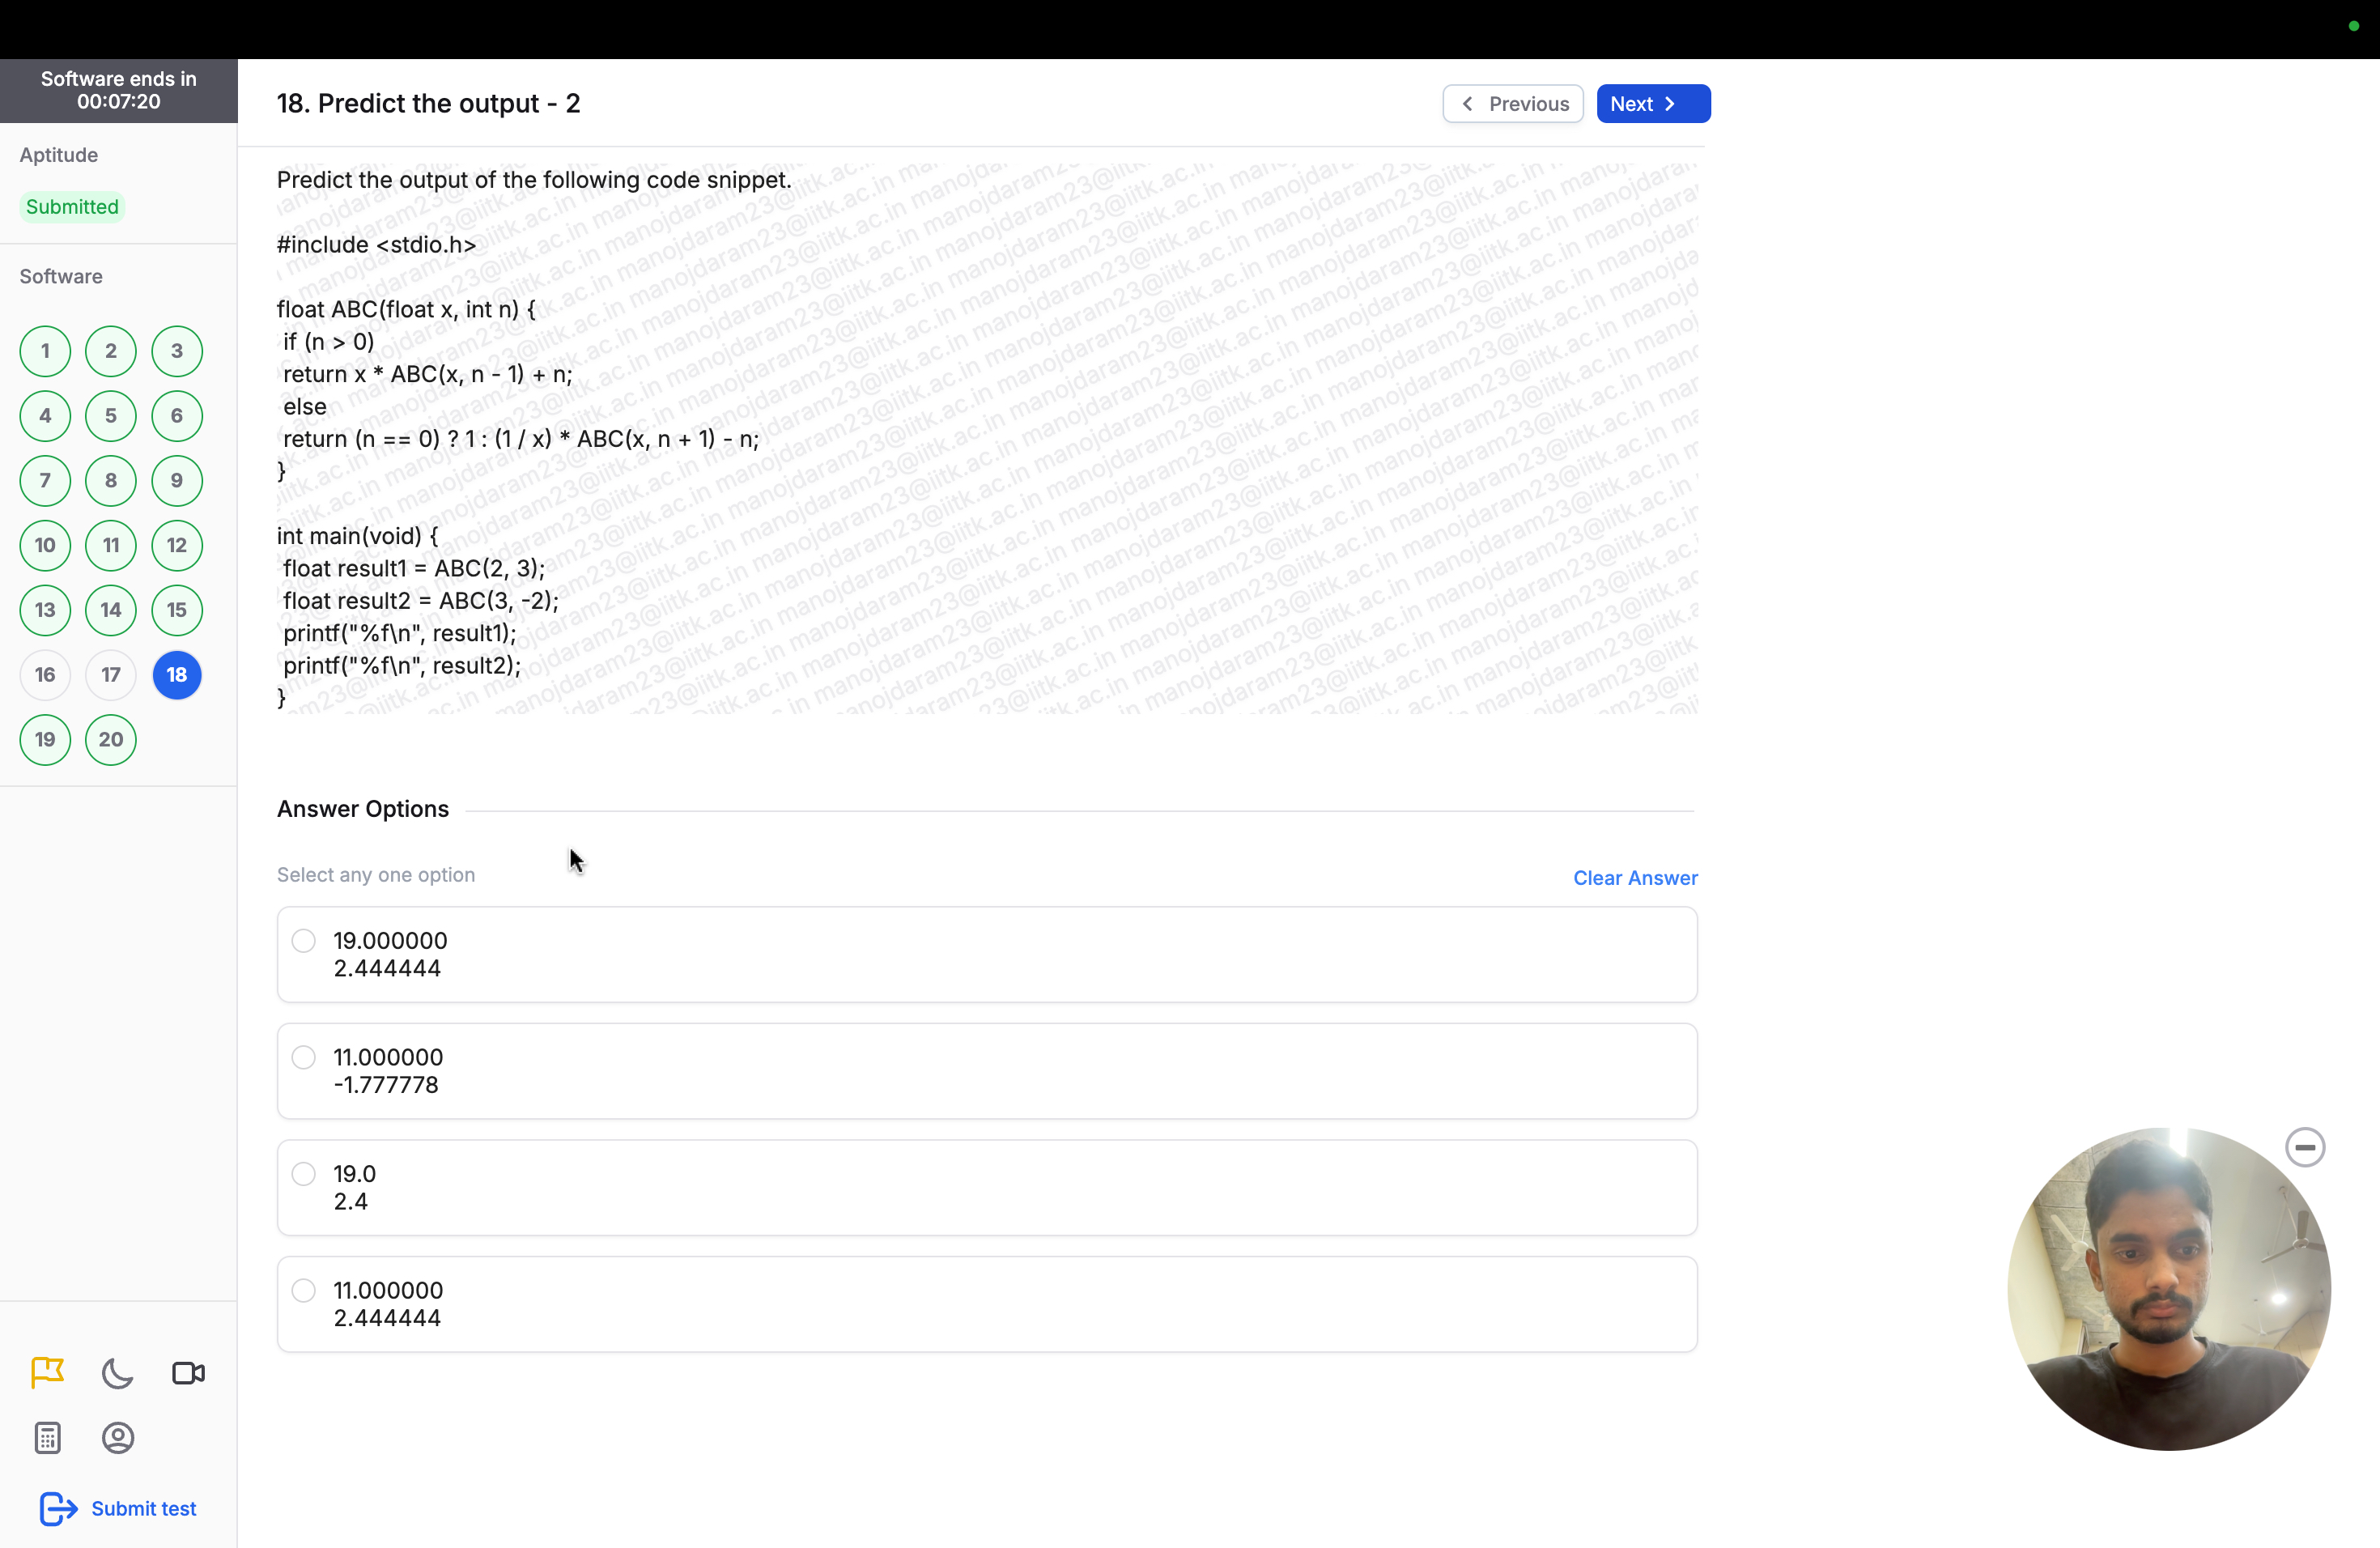 Software ends in
00:07:20
18. Predict the output - 2
Previous
Next
Aptitude
Submitted
Software
1 2 3
4 5 6
7 8 9
10 11 12
13 14 15
16 17 18
19 20
Submit test
Predict the output of the following code snippet.
#include <stdio.h>
float ABC(float x, int n) {
if (n > 0)
return x * ABC(x, n - 1) + n;
else
return (n == 0) ? 1 : (1 / x) * ABC(x, n + 1) - n;
}
int main(void) {
float result1 = ABC(2, 3);
float result2 = ABC(3, -2);
printf("%f\n", result1);
printf("%f\n", result2);
}
manojdaram23@iitk.ac.in
Answer Options
Select any one option
Clear Answer
19.000000
2.444444
11.000000
-1.777778
19.0
2.4
11.000000
2.444444